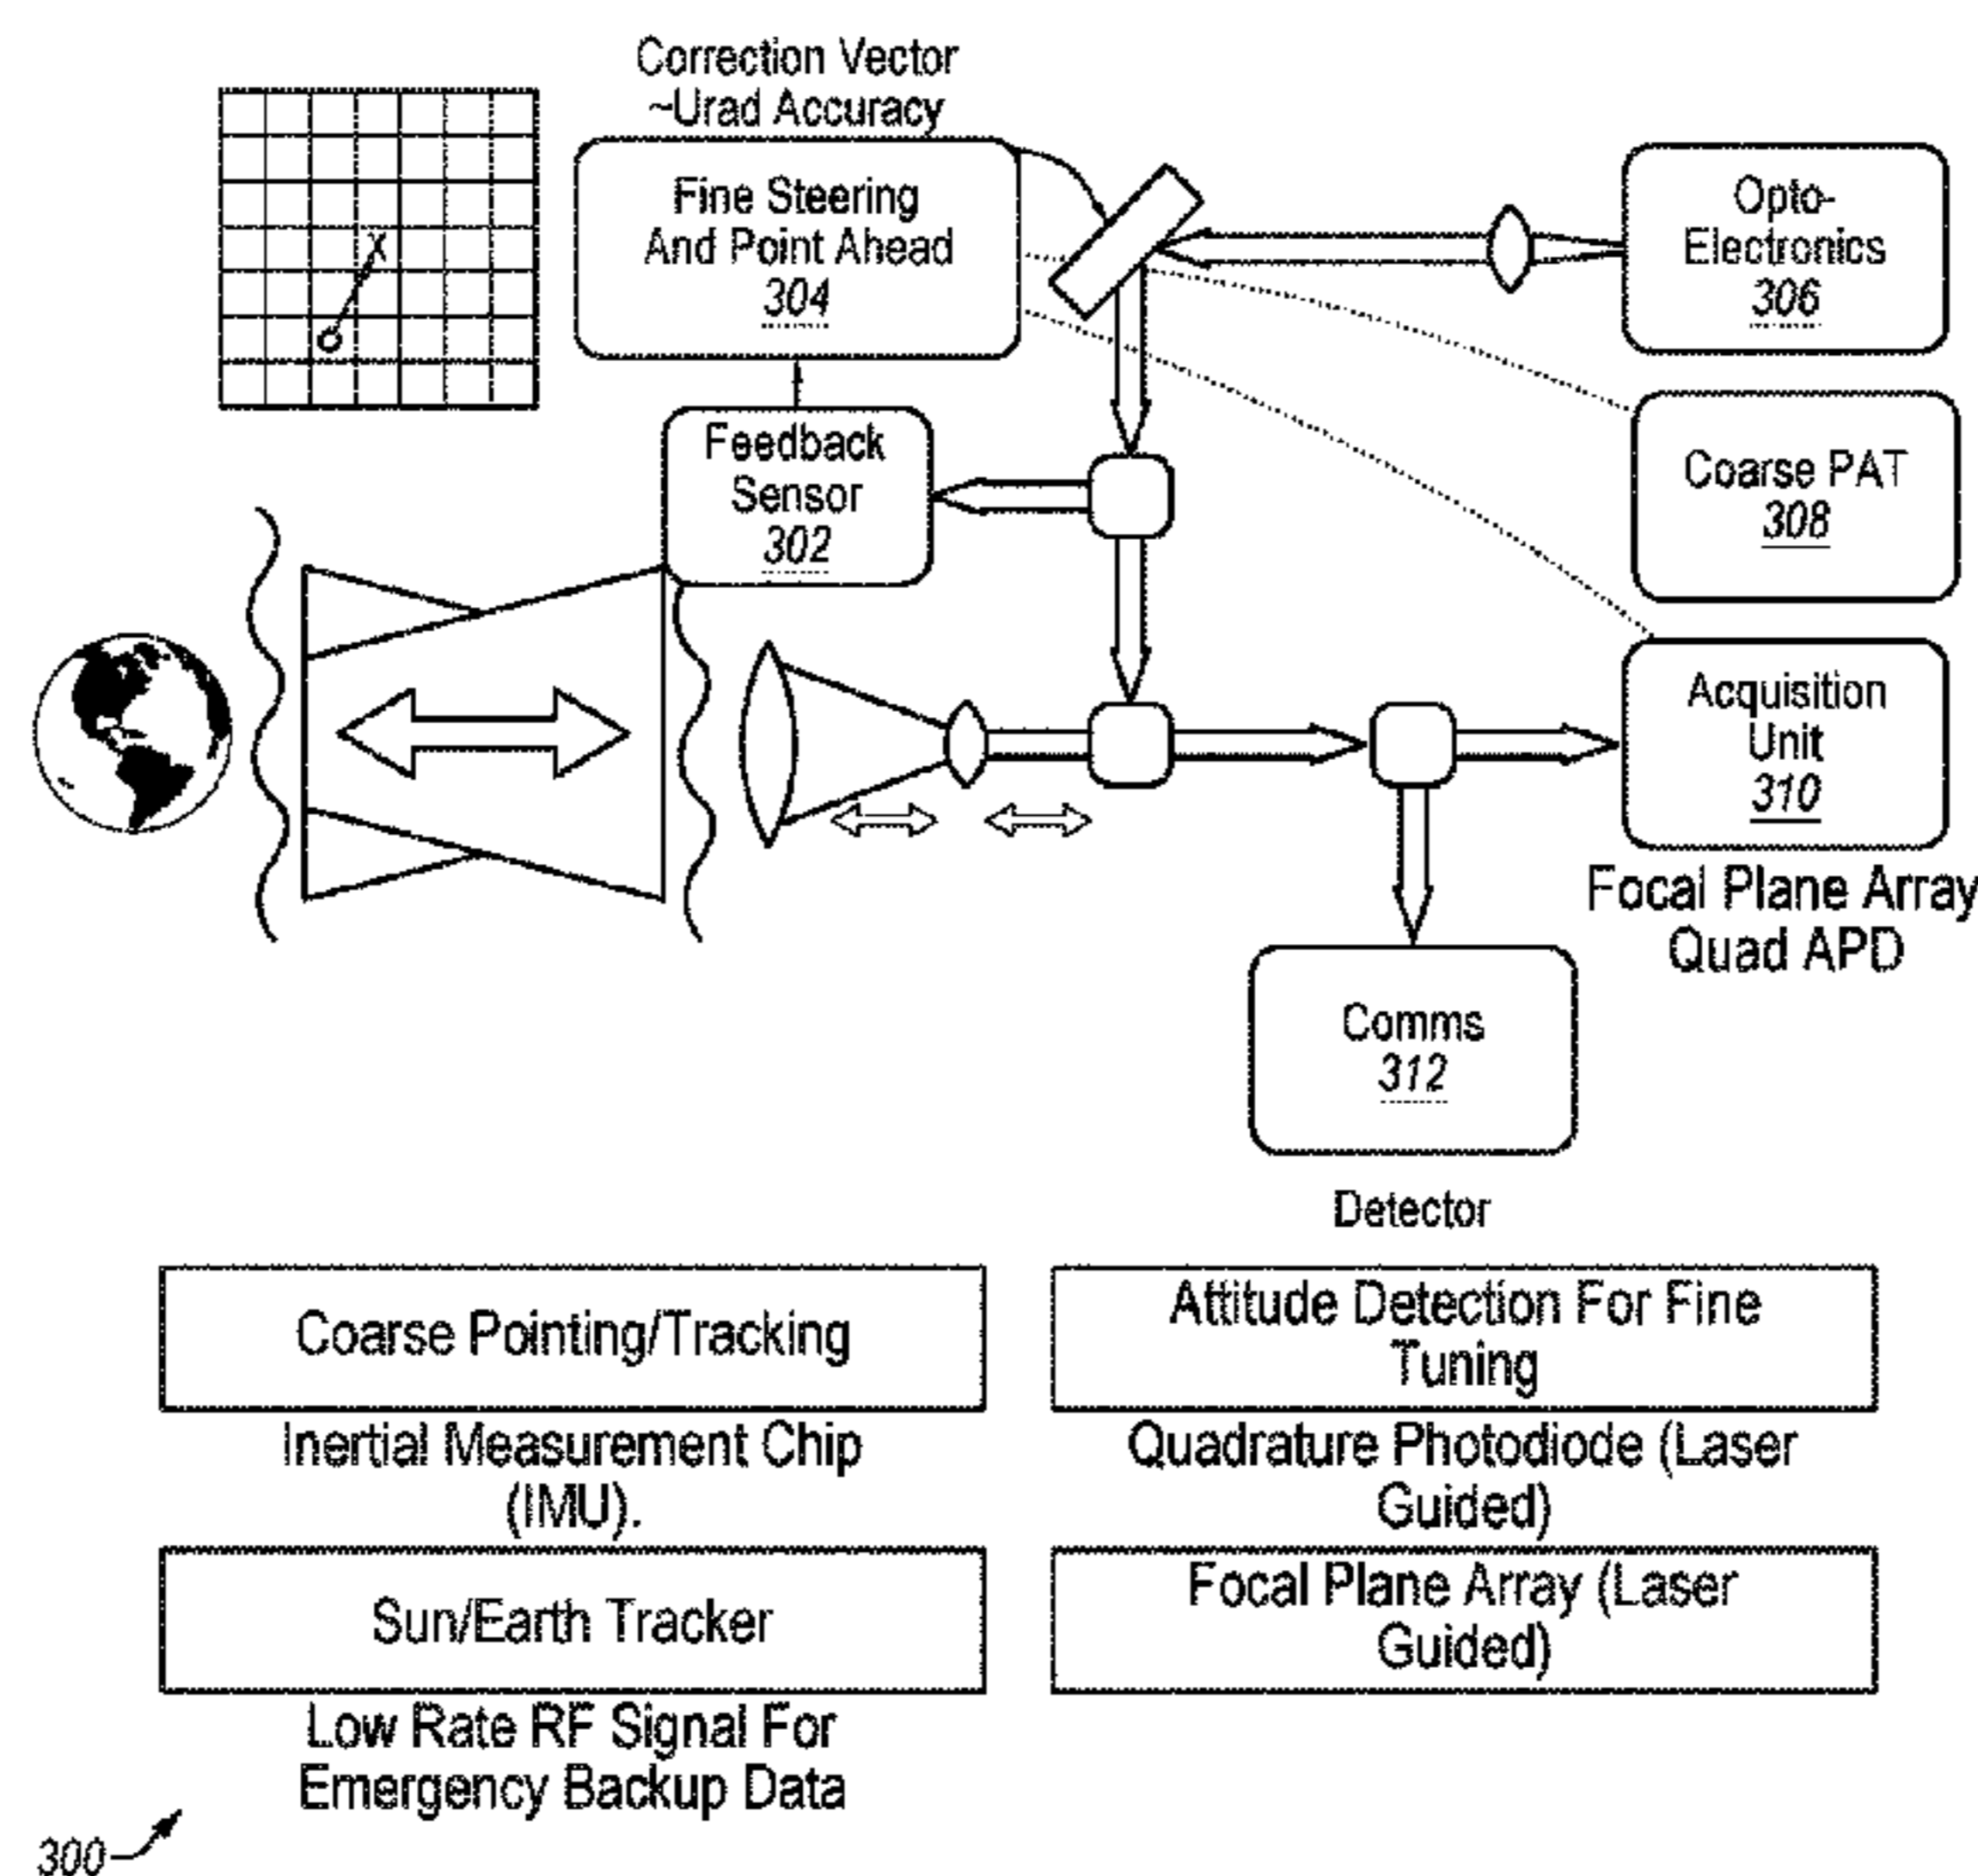 Correction Vector
~Urad Accuracy
Fine Steering
And Point Ahead
304
Opto-
Electronics
306
X
Feedback
Sensor
302
Coarse PAT
308
Acquisition
Unit
310
Focal Plane Array
Quad APD
Comms
312
Detector
Coarse Pointing/Tracking
Inertial Measurement Chip
(IMU).
Sun/Earth Tracker
Low Rate RF Signal For
Emergency Backup Data
Attitude Detection For Fine
Tuning
Quadrature Photodiode (Laser
Guided)
Focal Plane Array (Laser
Guided)
300